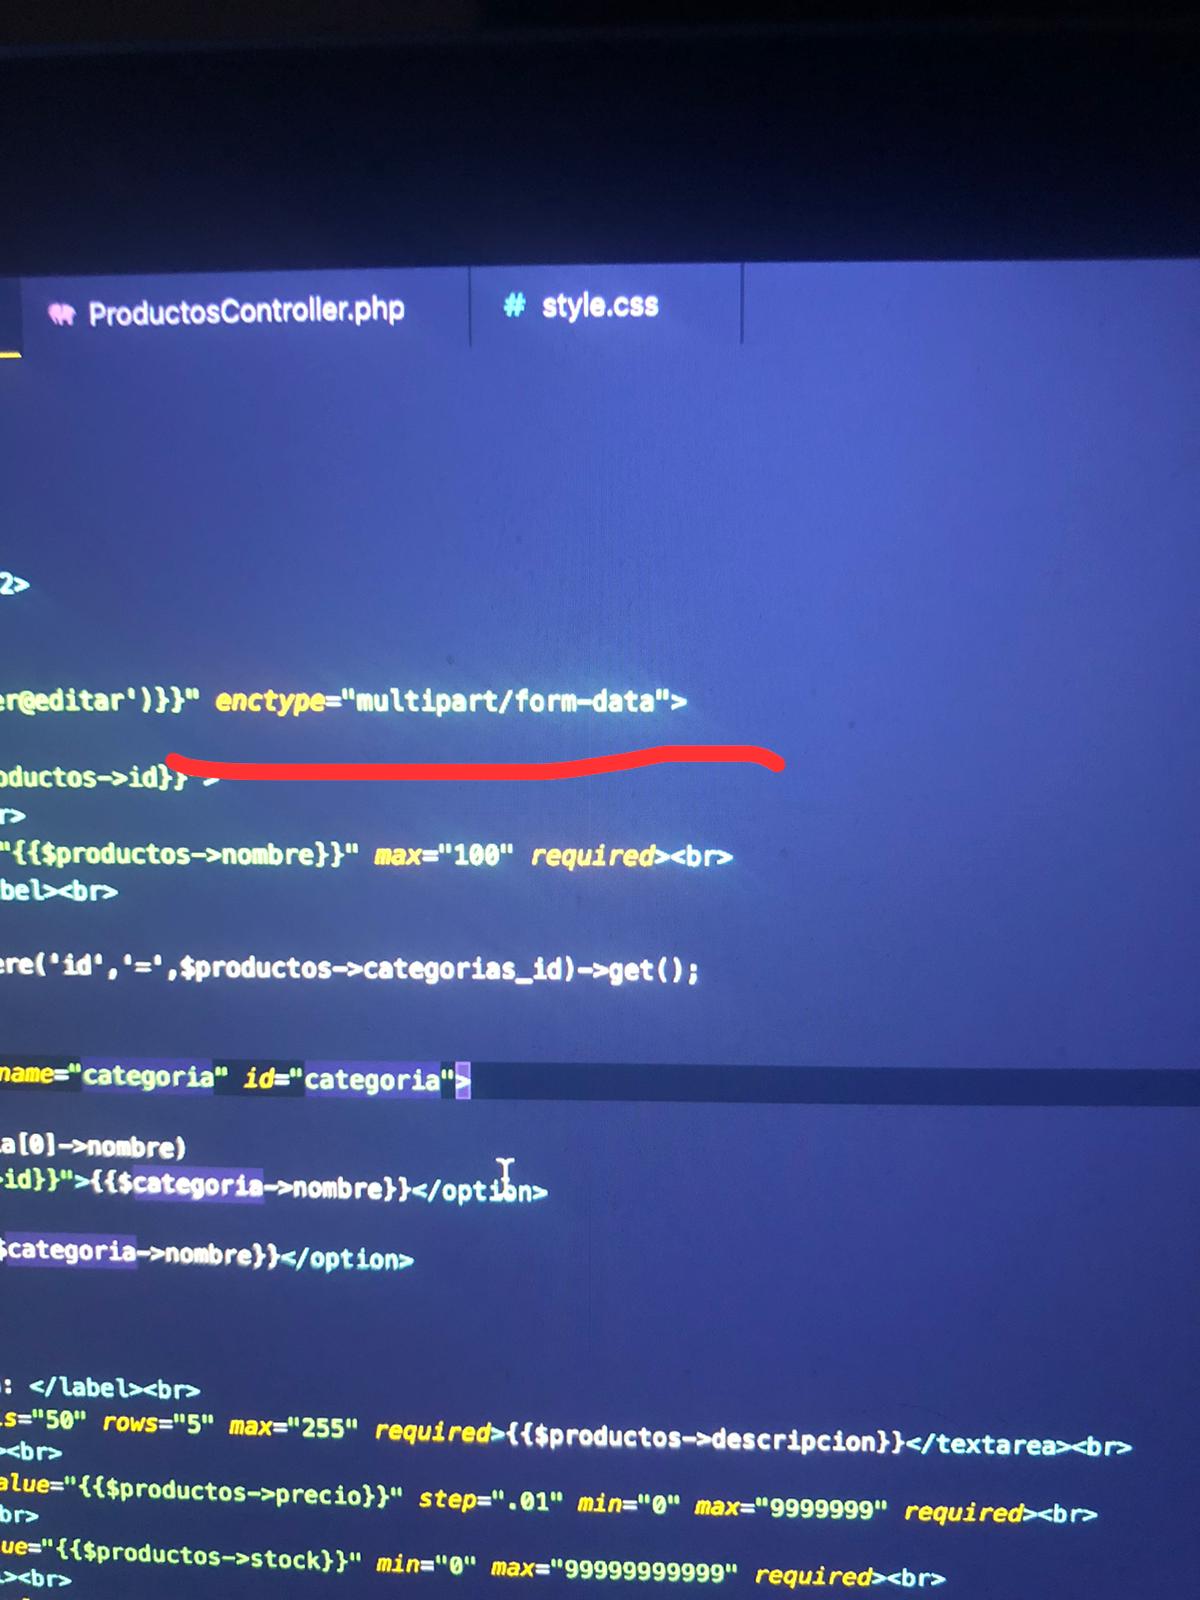 ProductosController.php # style.css
2>
er@editar')}}" enctype="multipart/form-data">
oductos->id}}">
r>
"{{$productos->nombre}}" max="100" required><br>
bel><br>
ere('id','=',$productos->categorias_id)->get();
name="categoria" id="categoria">
a[0]->nombre)
id}}">{{$categoria->nombre}}</option>
$categoria->nombre}}</option>
: </label><br>
ls="50" rows="5" max="255" required>{{$productos->descripcion}}</textarea><br>
><br>
alue="{{$productos->precio}}" step=".01" min="0" max="9999999" required><br>
br>
ue="{{$productos->stock}}" min="0" max="99999999999" required><br>
><br>